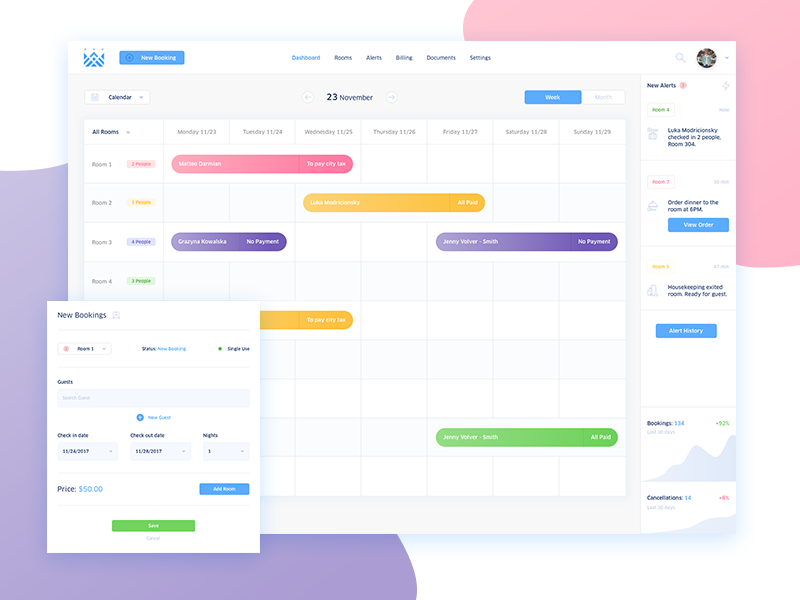 New Booking
Dashboard Rooms Alerts Billing Documents Settings
Calendar
23 November
Week Month
All Rooms Monday 11/23 Tuesday 11/24 Wednesday 11/25 Thursday 11/26 Friday 11/27 Saturday 11/28 Sunday 11/29
Room 1 2 People Matteo Darmian To pay city tax
Room 2 3 People Luka Modricionsky All Paid
Room 3 4 People Grazyna Kowalska No Payment Jenny Volver - Smith No Payment
Room 4 3 People
To pay city tax
Jenny Volver - Smith All Paid
New Alerts 3
Room 4 Now
Luka Modricionsky
checked in 2 people,
Room 304.
Room 7
Order dinner to the
room at 6PM.
View Order
47 min
Housekeeping exited
room. Ready for guest.
Alert History
Bookings: 134 +92%
Last 30 days
Cancellations: 14 +8%
Last 30 days
New Bookings
Room 1 Status: New Booking Single Use
Guests
Search Guest
New Guest
Check in date Check out date Nights
11/24/2017 11/28/2017 1
Price: $50.00 Add Room
Save
Cancel